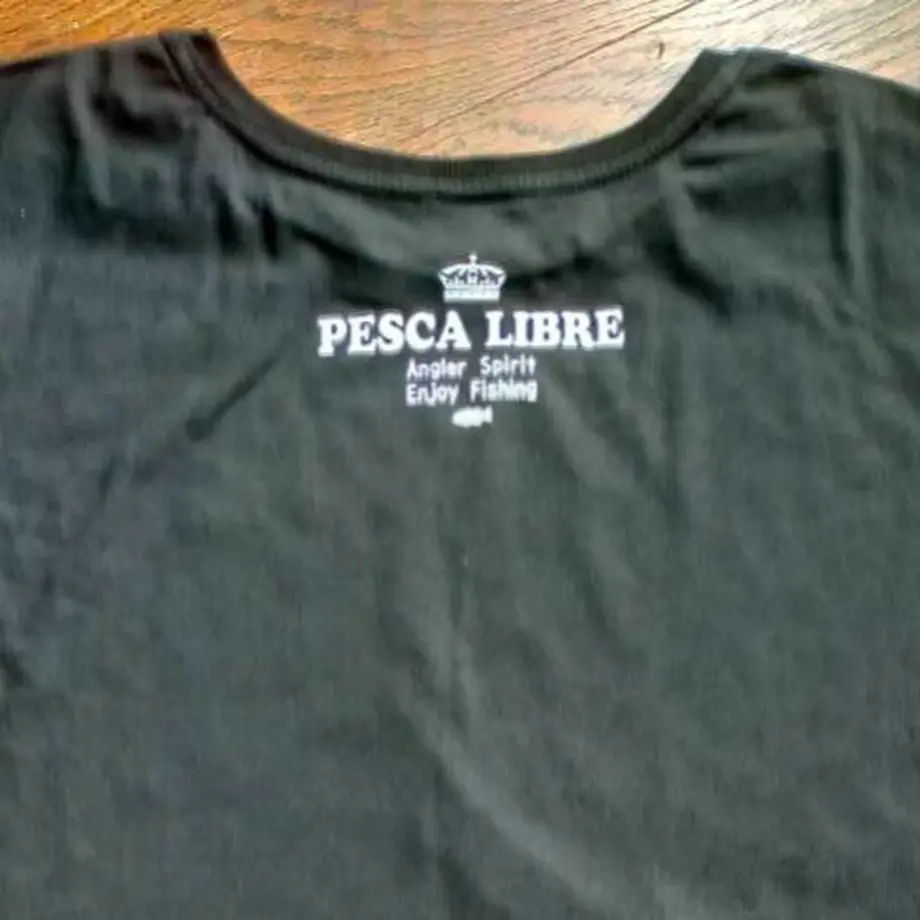 PESCA LIBRE
Angler Spirit
Enjoy Fishing